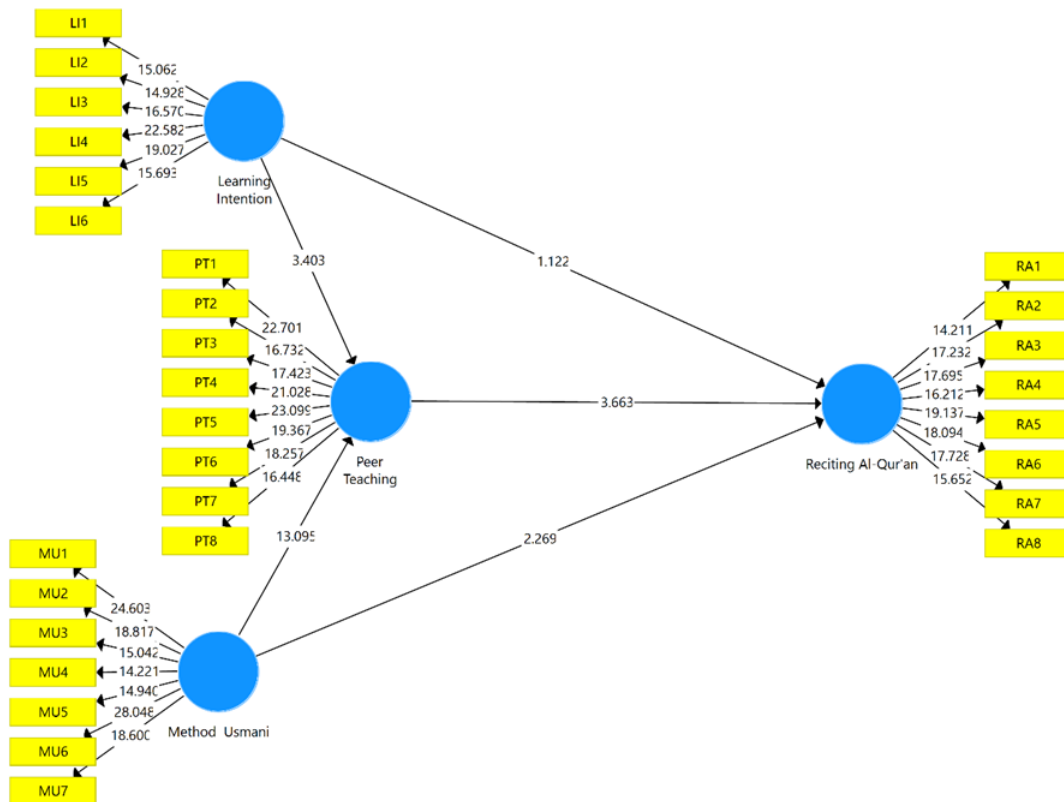 LI1
LI2
LI3
LI4
LI5
LI6
15.062
14.928
16.570
22.582
19.027
15.693
Learning
Intention
3.403
1.122
PT1
PT2
PT3
PT4
PT5
PT6
PT7
PT8
22.701
16.732
17.423
21.028
23.099
19.367
18.257
16.448
Peer
Teaching
3.663
13.095
2.269
MU1
MU2
MU3
MU4
MU5
MU6
MU7
24.603
18.817
15.042
14.221
14.940
28.048
18.600
Method Usmani
Reciting Al-Qur'an
14.211
17.232
17.695
16.212
19.137
18.094
17.728
15.652
RA1
RA2
RA3
RA4
RA5
RA6
RA7
RA8